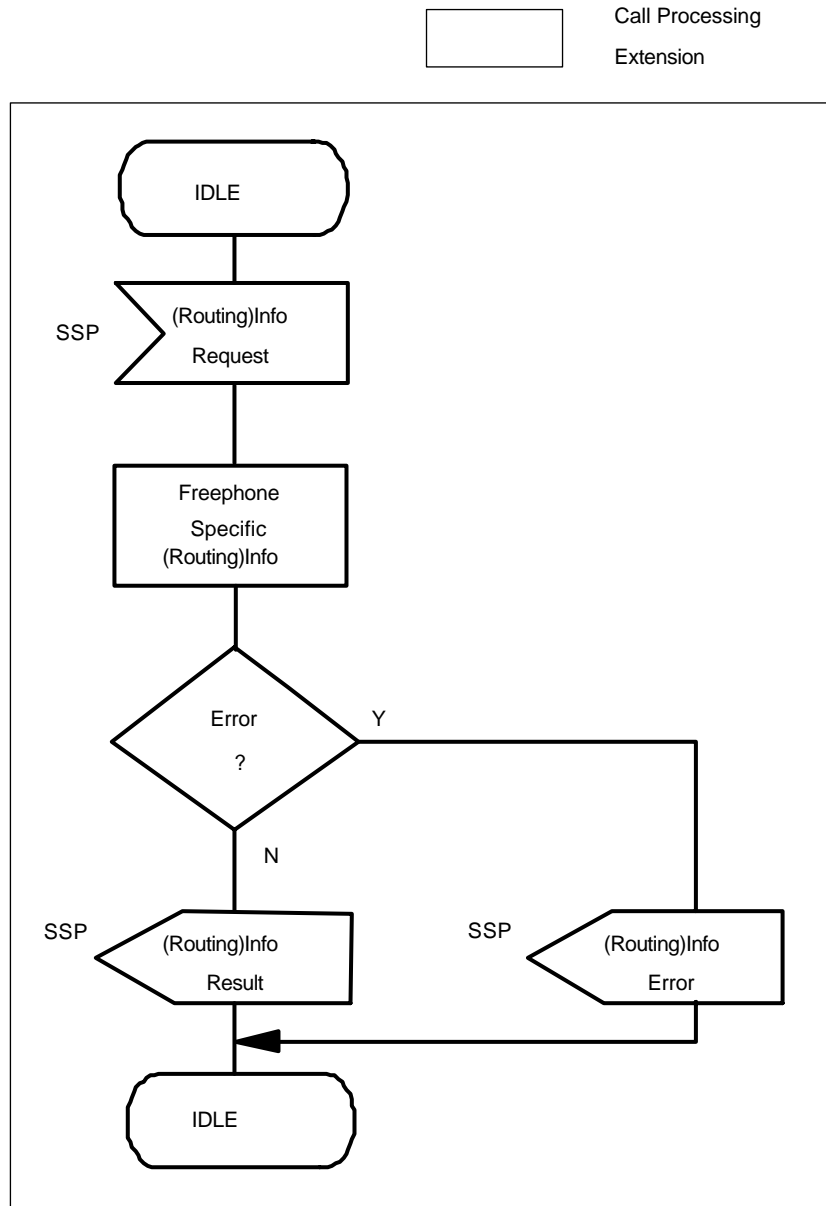 Call Processing
Extension
IDLE
SSP
(Routing)Info
Request
Freephone
Specific
(Routing)Info
Error
?
Y
N
SSP
(Routing)Info
Result
SSP
(Routing)Info
Error
IDLE